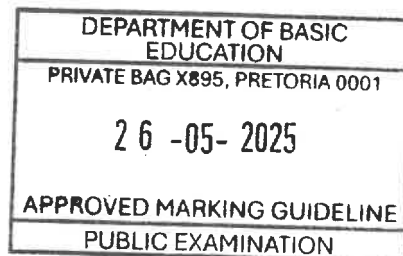 DEPARTMENT OF BASIC
EDUCATION
PRIVATE BAG X895, PRETORIA 0001
26 -05- 2025
APPROVED MARKING GUIDELINE
PUBLIC EXAMINATION